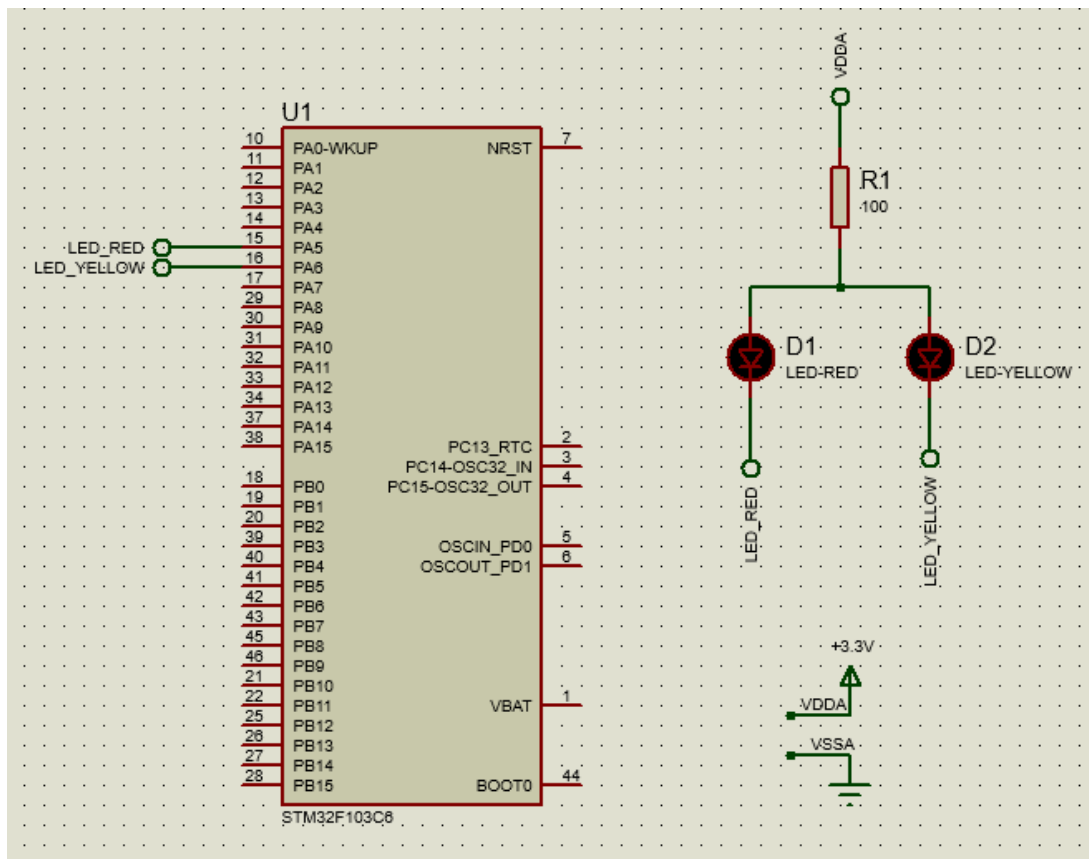 U1
10 PA0-WKUP
11 PA1
12 PA2
13 PA3
14 PA4
LED_RED 15 PA5
LED_YELLOW 16 PA6
17 PA7
29 PA8
30 PA9
31 PA10
32 PA11
33 PA12
34 PA13
37 PA14
38 PA15
18 PB0
19 PB1
20 PB2
39 PB3
40 PB4
41 PB5
42 PB6
43 PB7
45 PB8
46 PB9
21 PB10
22 PB11
25 PB12
26 PB13
27 PB14
28 PB15
NRST 7
PC13_RTC 2
PC14-OSC32_IN 3
PC15-OSC32_OUT 4
OSCIN_PD0 5
OSCOUT_PD1 6
VBAT 1
BOOT0 44
STM32F103C6
VDDA
R1
100
D1
LED-RED
D2
LED-YELLOW
LED_RED
LED_YELLOW
+3.3V
VDDA
VSSA